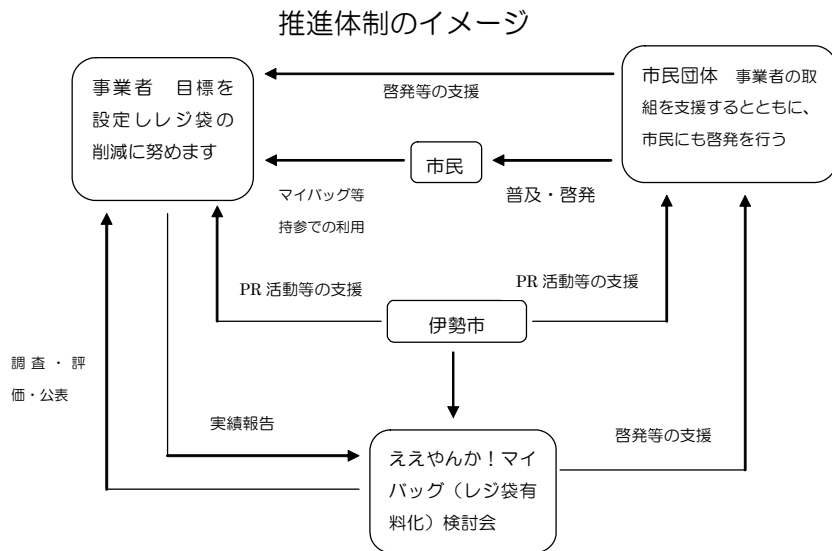 推進体制のイメージ
事業者　目標を
設定しレジ袋の
削減に努めます
啓発等の支援
市民団体　事業者の取
組を支援するとともに、
市民にも啓発を行う
市民
マイバッグ等
持参での利用
普及・啓発
PR 活動等の支援
PR 活動等の支援
伊勢市
調査・評
価・公表
実績報告
啓発等の支援
ええやんか！マイ
バッグ（レジ袋有
料化）検討会